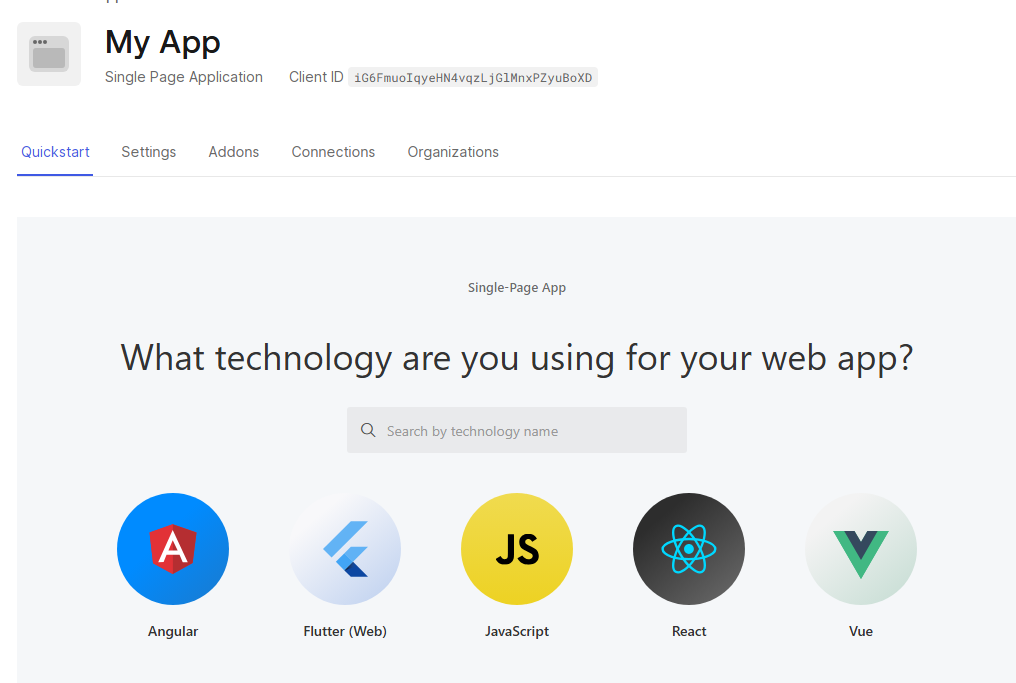 My App
Single Page Application Client ID iG6FmuoIqyeHN4vqzLjGlMnxPZyuBoXD
Quickstart Settings Addons Connections Organizations
Single-Page App
What technology are you using for your web app?
Search by technology name
JS
Angular Flutter (Web) JavaScript React Vue